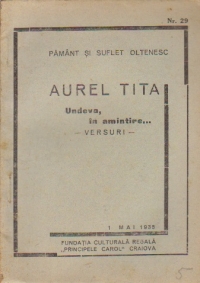 Nr. 29
PĂMÂNT ȘI SUFLET OLTENESC
AUREL TITA
Undeva,
în amintire...
— VERSURI —
1 MAI 1935
FUNDAȚIA CULTURALĂ REGALĂ
„PRINCIPELE CAROL” CRAIOVA
5